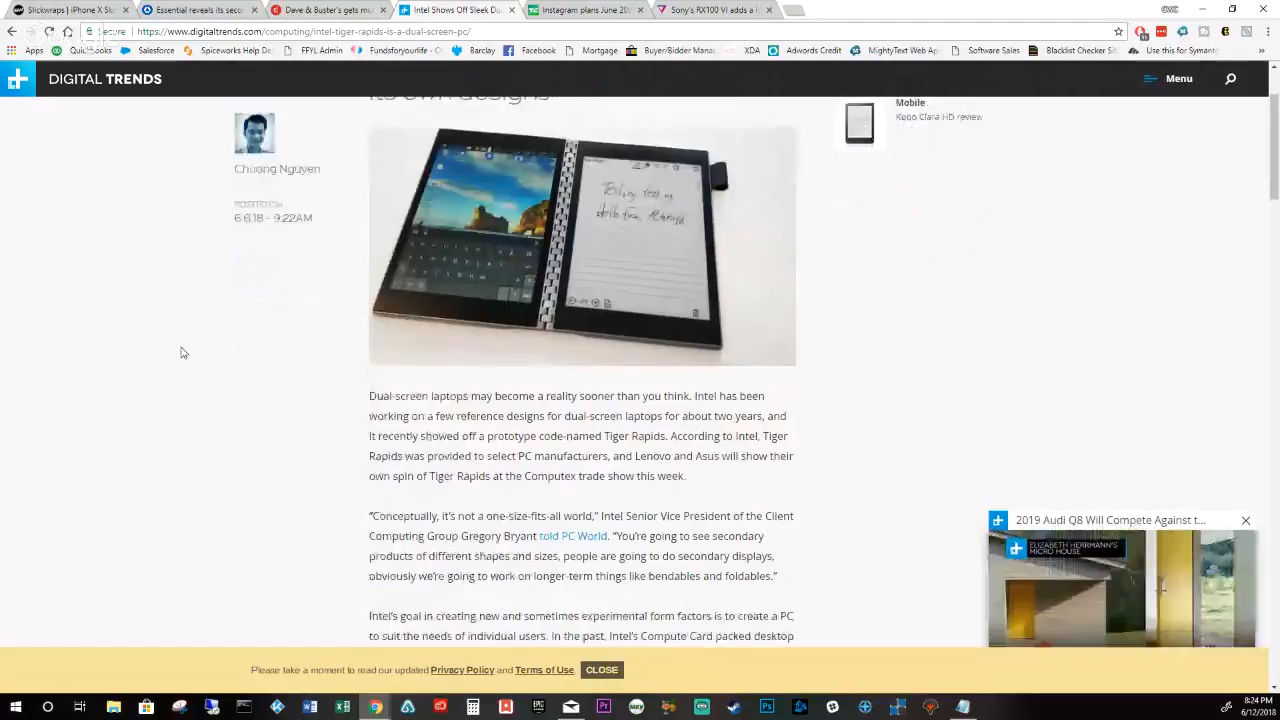 Slickwraps | iPhone X Sk
Essential reveals its seco
Dave & Buster's gets mu
Intel Shows Off Sleek Du
Instagram plans June 20
Sony's RX100 VI adds a l
Secure
https://www.digitaltrends.com/computing/intel-tiger-rapids-is-a-dual-screen-pc/
Apps
Quickbooks
Salesforce
Spiceworks Help De
FFYL Admin
Fundsforyourlife - C
Barclay
Facebook
Mortgage
Buyer/Bidder Mana
XDA
Adwords Credit
MightyText Web Ap
Software Sales
Blacklist Checker Sit
Use this for Symant
DIGITAL TRENDS
Menu
its own designs
Chuong Nguyen
POSTED ON
6.6.18 - 9:22AM
Mobile
Kobo Clara HD review
Dual-screen laptops may become a reality sooner than you think. Intel has been
working on a few reference designs for dual-screen laptops for about two years, and
it recently showed off a prototype code-named Tiger Rapids. According to Intel, Tiger
Rapids was provided to select PC manufacturers, and Lenovo and Asus will show their
own spin of Tiger Rapids at the Computex trade show this week.
“Conceptually, it's not a one-size-fits-all world,” Intel Senior Vice President of the Client
Computing Group Gregory Bryant told PC World. “You're going to see secondary
products of different shapes and sizes, people are going to do secondary displays,
obviously we're going to work on longer-term things like bendables and foldables.”
Intel's goal in creating new and sometimes experimental form factors is to create a PC
to suit the needs of individual users. In the past, Intel's Compute Card packed desktop
2019 Audi Q8 Will Compete Against t...
ELIZABETH HERRMANN'S
MICRO HOUSE
Please take a moment to read our updated Privacy Policy and Terms of Use. CLOSE
8:24 PM
6/12/2018